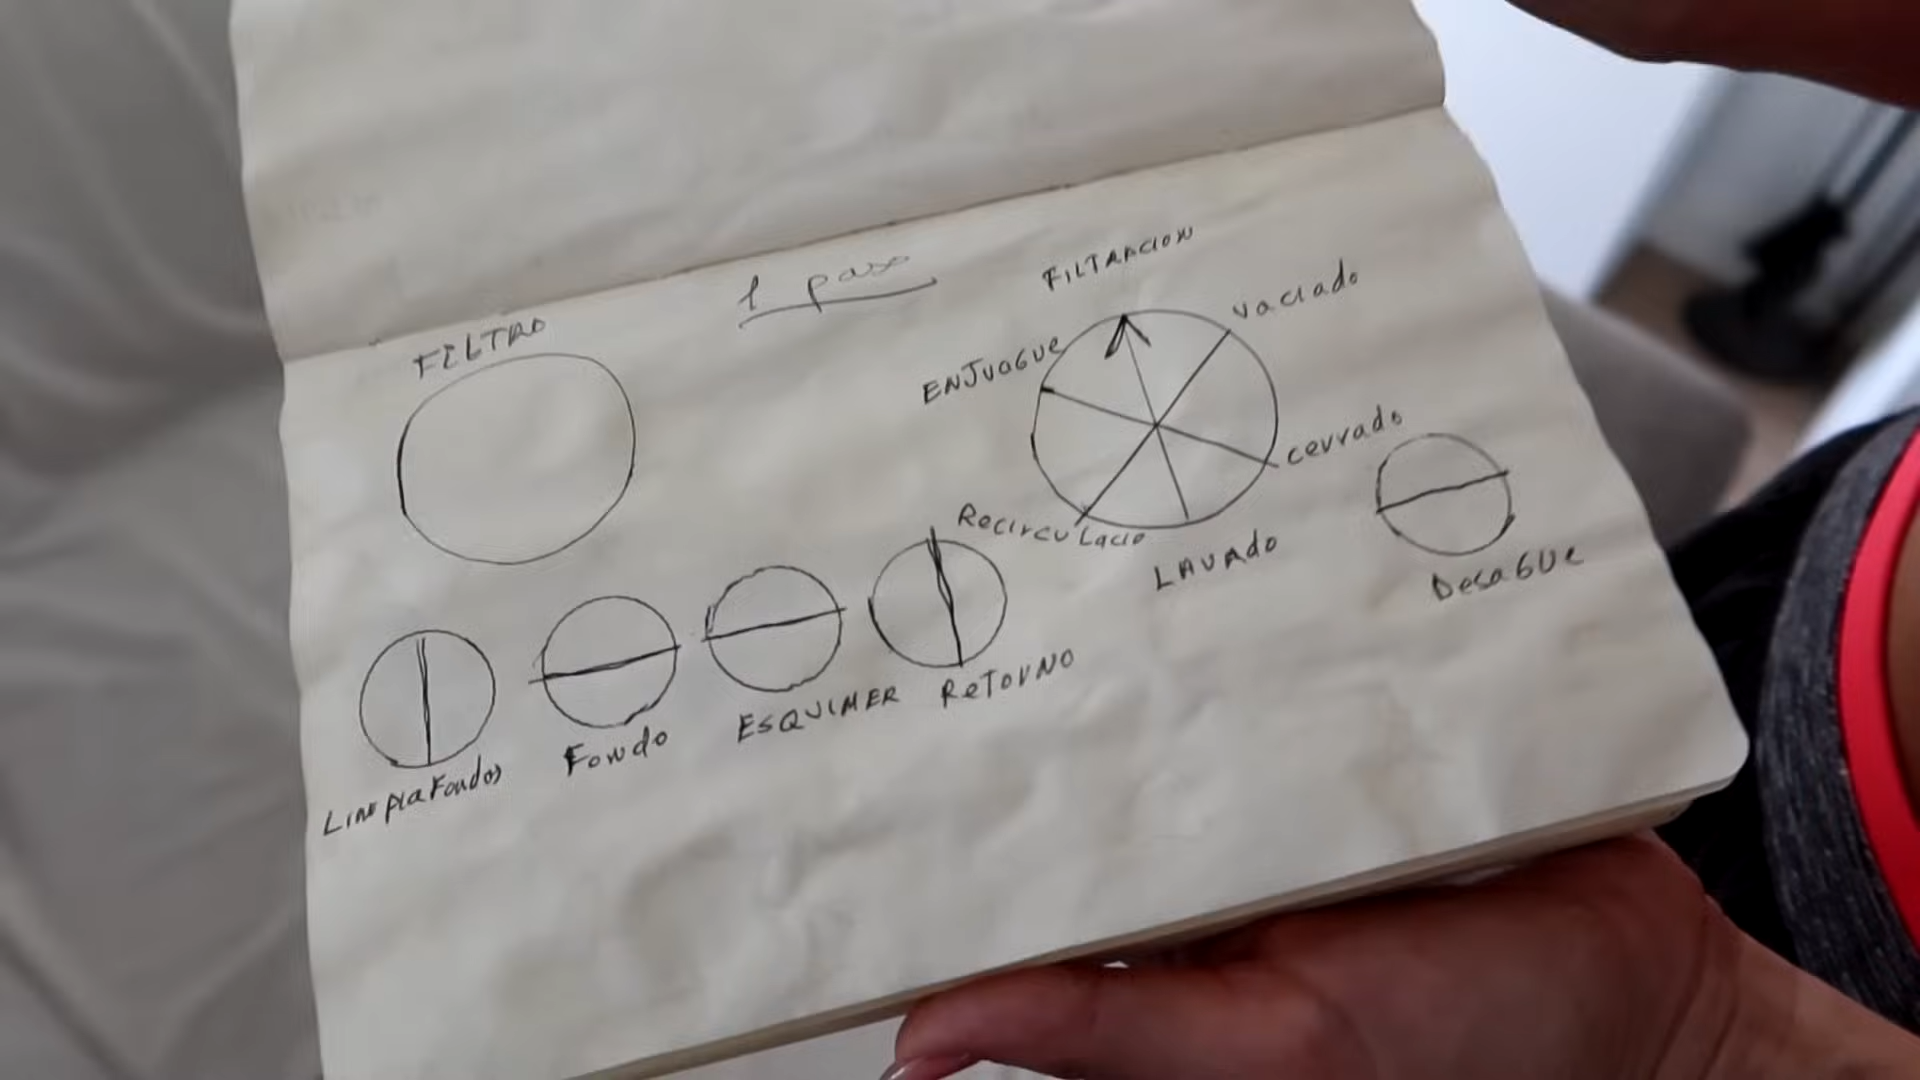 1 paso
FILTRO
FILTRACION
vaciado
ENJUAGUE
cerrado
Recirculacio
LAVADO
DesaGUe
LimpiaFondos
Fondo
ESQUIMER
ReTORNO